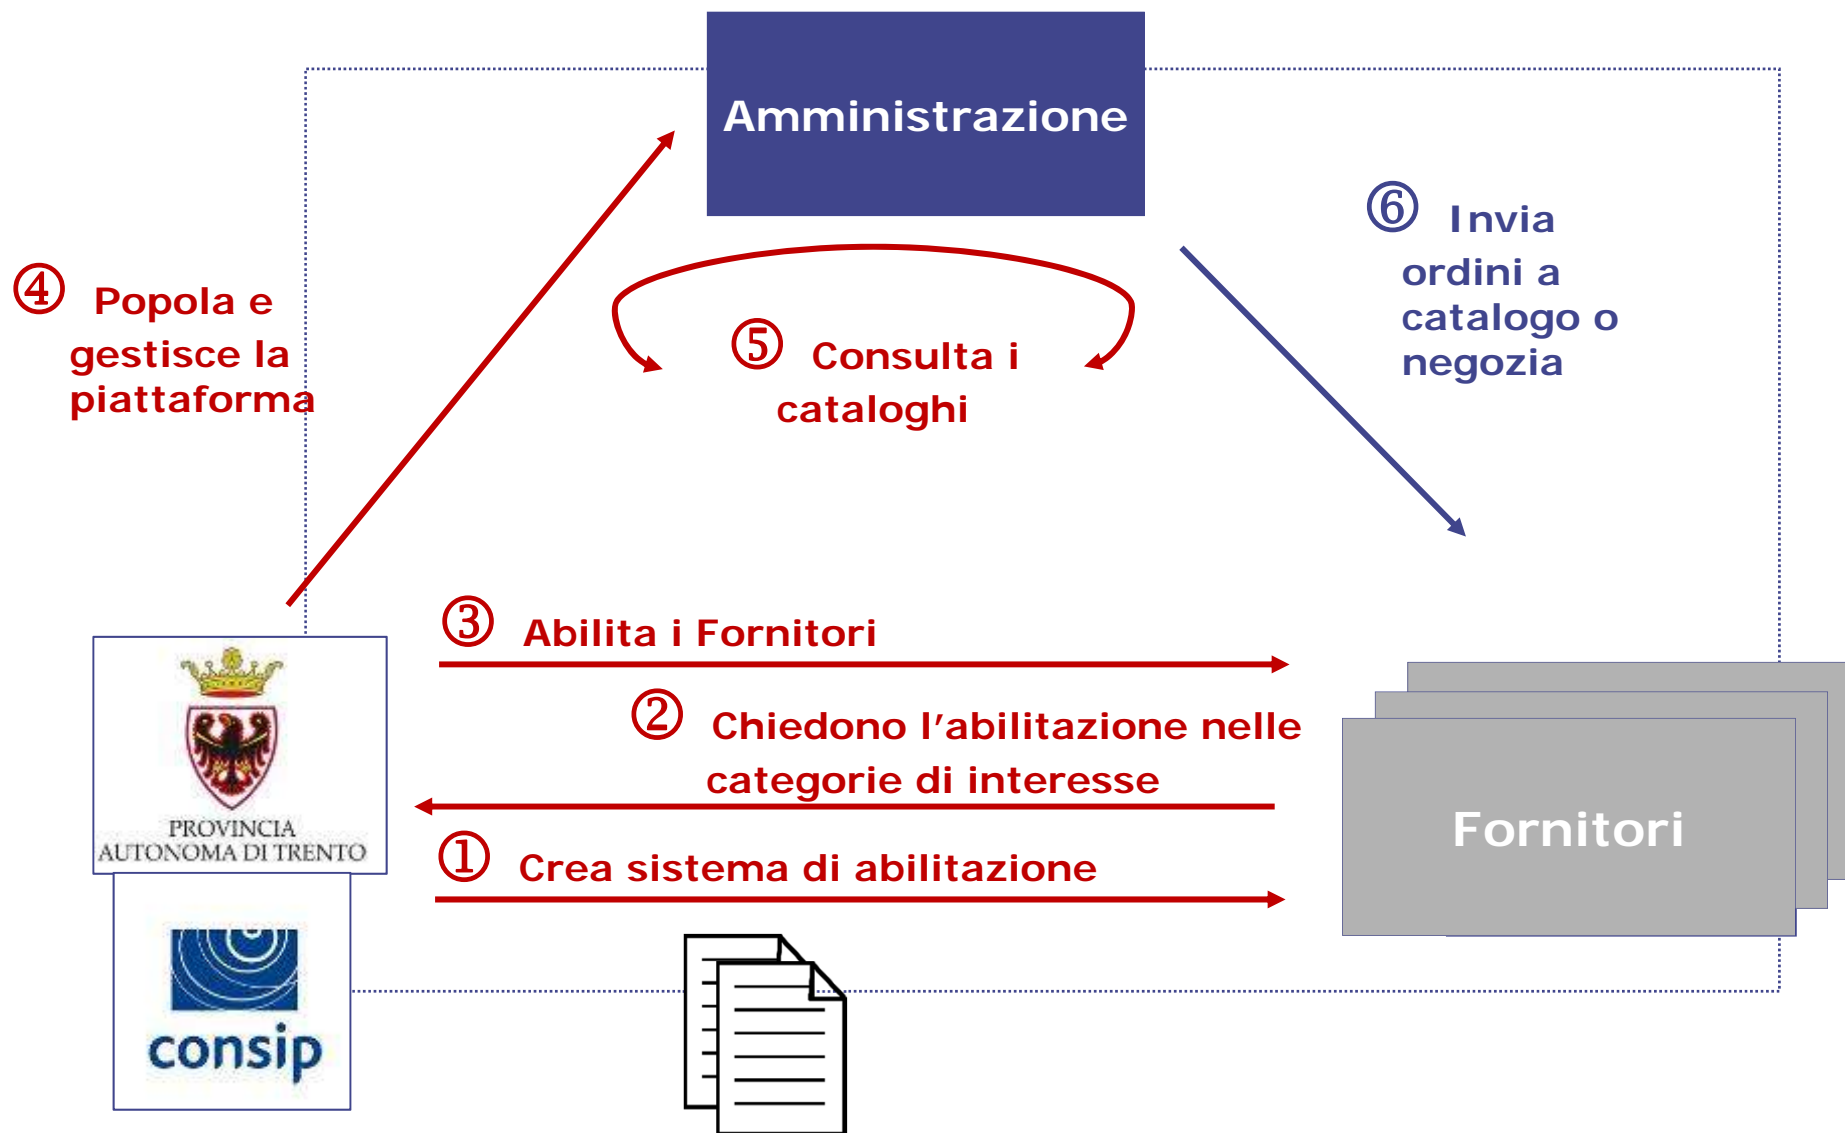 Amministrazione
④ Popola e
gestisce la
piattaforma
⑤ Consulta i
cataloghi
⑥ Invia
ordini a
catalogo o
negozia
③ Abilita i Fornitori
② Chiedono l’abilitazione nelle
categorie di interesse
① Crea sistema di abilitazione
PROVINCIA
AUTONOMA DI TRENTO
consip
Fornitori